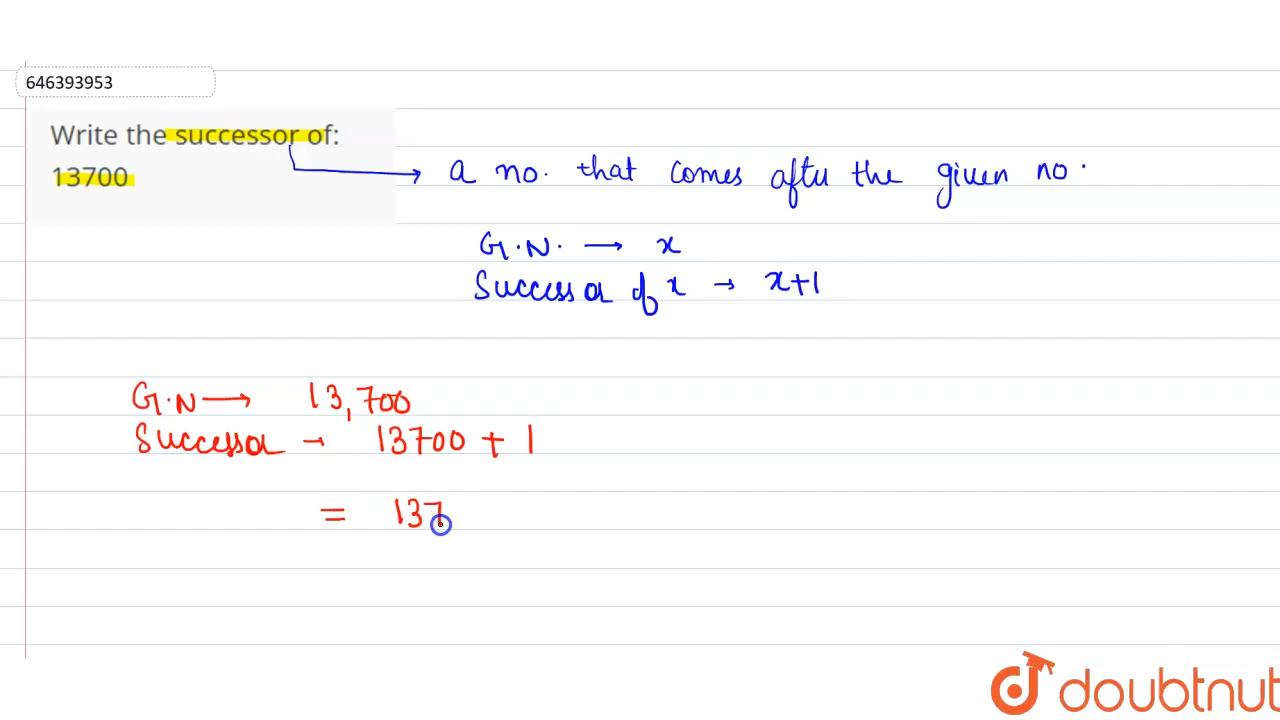 646393953
Write the successor of:
13700
a no. that comes after the given no.
G.N. → x
Successor of x → x+1
G.N → 13,700
Successor → 13700 + 1
= 137
doubtnut